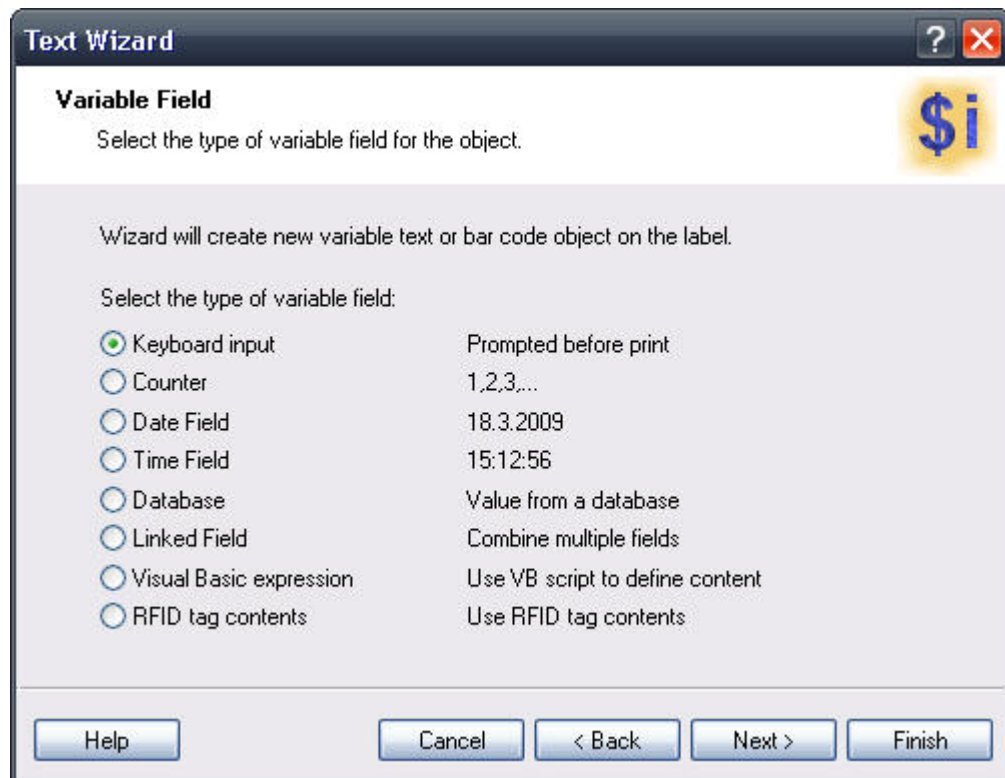 Text Wizard
?
Variable Field
Select the type of variable field for the object.
$i
Wizard will create new variable text or bar code object on the label.
Select the type of variable field:
Keyboard input Prompted before print
Counter 1,2,3,...
Date Field 18.3.2009
Time Field 15:12:56
Database Value from a database
Linked Field Combine multiple fields
Visual Basic expression Use VB script to define content
RFID tag contents Use RFID tag contents
Help Cancel < Back Next > Finish